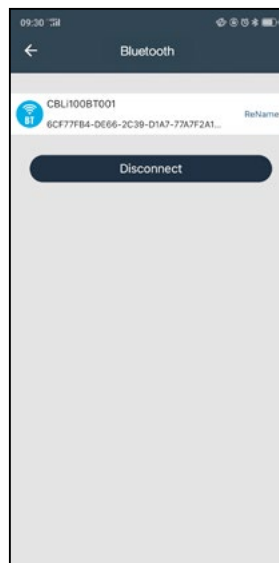 09:30
Bluetooth
CBLi100BT001
6CF77FB4-DE66-2C39-D1A7-77A7F2A1...
ReName
BT
Disconnect